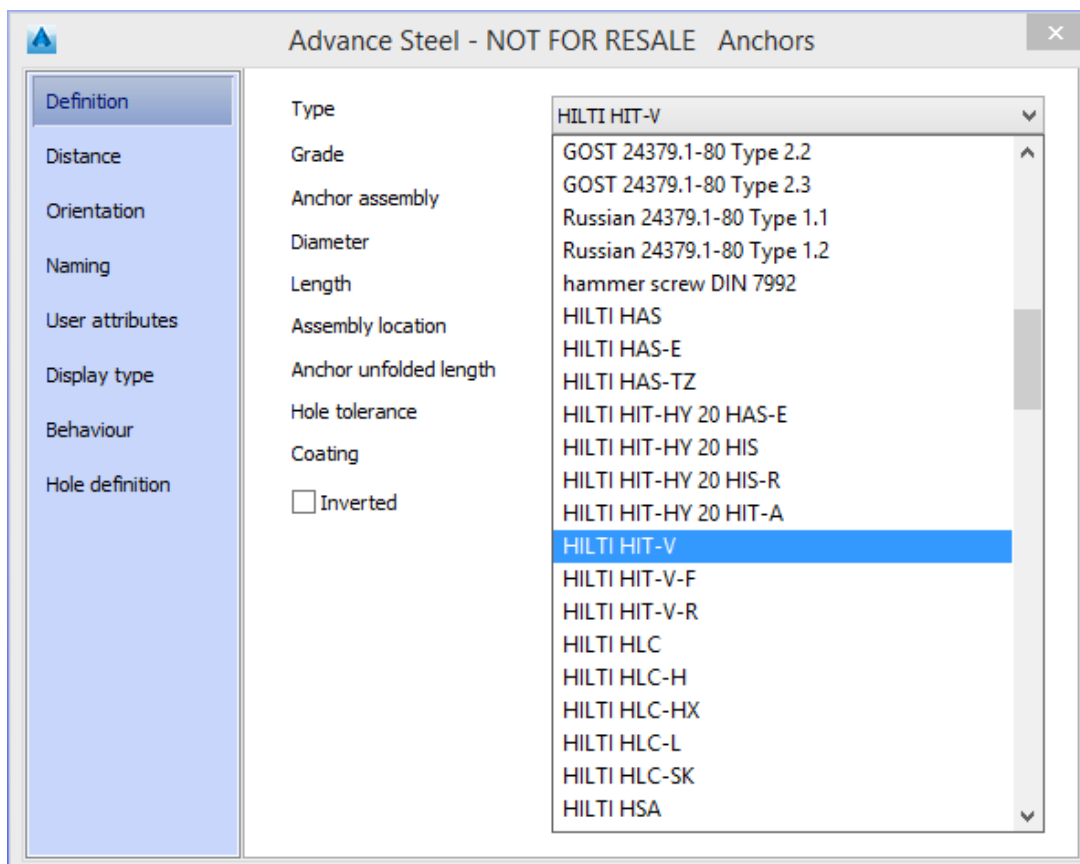 Advance Steel - NOT FOR RESALE Anchors
Definition
Distance
Orientation
Naming
User attributes
Display type
Behaviour
Hole definition
Type
Grade
Anchor assembly
Diameter
Length
Assembly location
Anchor unfolded length
Hole tolerance
Coating
Inverted
HILTI HIT-V
GOST 24379.1-80 Type 2.2
GOST 24379.1-80 Type 2.3
Russian 24379.1-80 Type 1.1
Russian 24379.1-80 Type 1.2
hammer screw DIN 7992
HILTI HAS
HILTI HAS-E
HILTI HAS-TZ
HILTI HIT-HY 20 HAS-E
HILTI HIT-HY 20 HIS
HILTI HIT-HY 20 HIS-R
HILTI HIT-HY 20 HIT-A
HILTI HIT-V
HILTI HIT-V-F
HILTI HIT-V-R
HILTI HLC
HILTI HLC-H
HILTI HLC-HX
HILTI HLC-L
HILTI HLC-SK
HILTI HSA